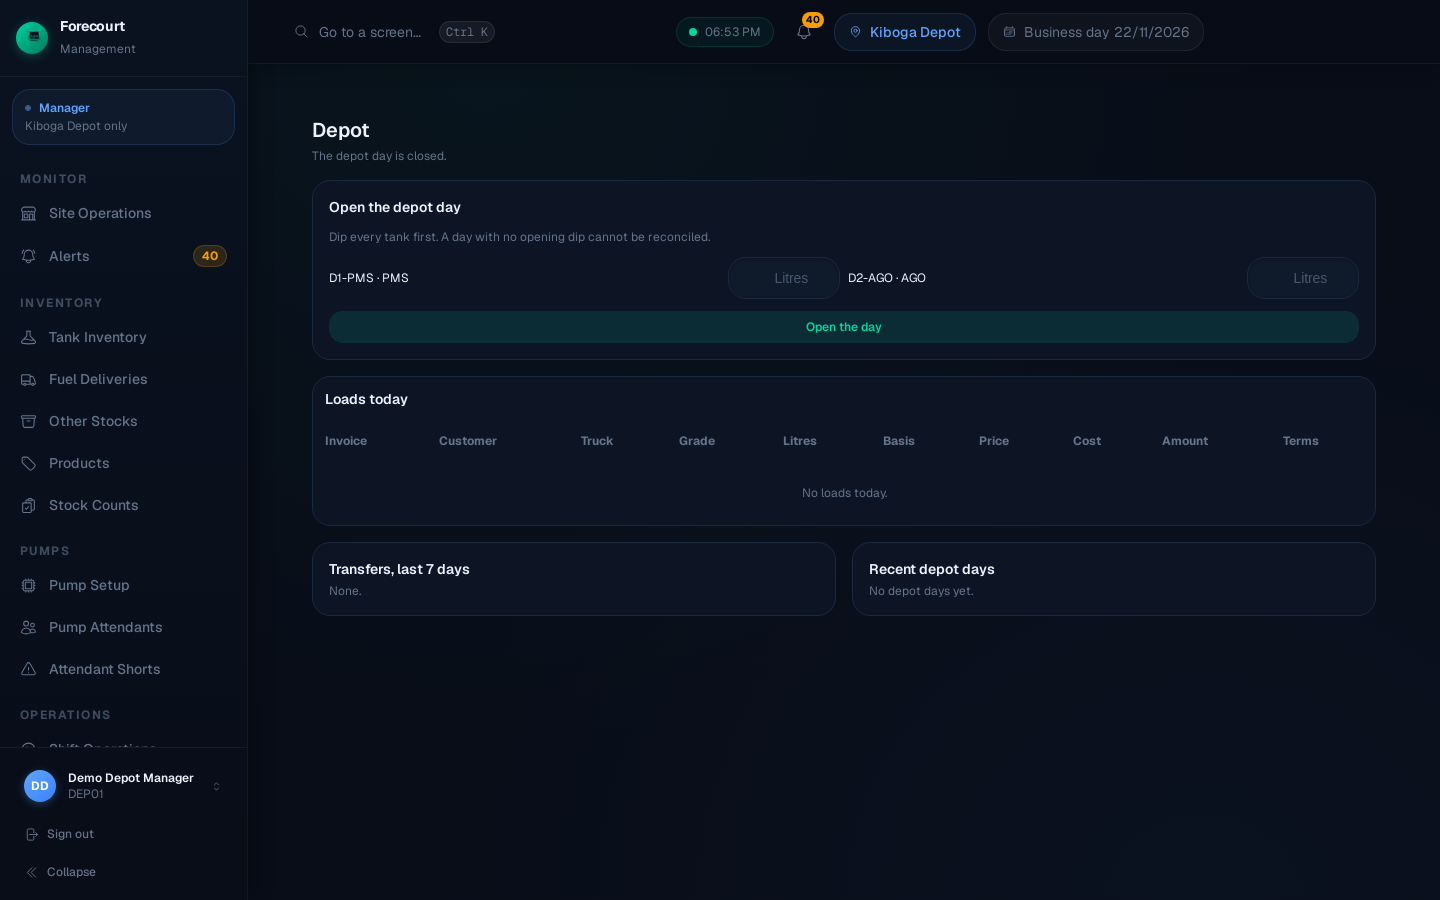 Forecourt
Management
Manager
Kiboga Depot only
MONITOR
Site Operations
Alerts 40
INVENTORY
Tank Inventory
Fuel Deliveries
Other Stocks
Products
Stock Counts
PUMPS
Pump Setup
Pump Attendants
Attendant Shorts
OPERATIONS
Shift Operations
DD
Demo Depot Manager
DEP01
Sign out
Collapse
Go to a screen... Ctrl K
06:53 PM
40
Kiboga Depot
Business day 22/11/2026
Depot
The depot day is closed.
Open the depot day
Dip every tank first. A day with no opening dip cannot be reconciled.
D1-PMS · PMS Litres D2-AGO · AGO Litres
Open the day
Loads today
Invoice Customer Truck Grade Litres Basis Price Cost Amount Terms
No loads today.
Transfers, last 7 days
None.
Recent depot days
No depot days yet.